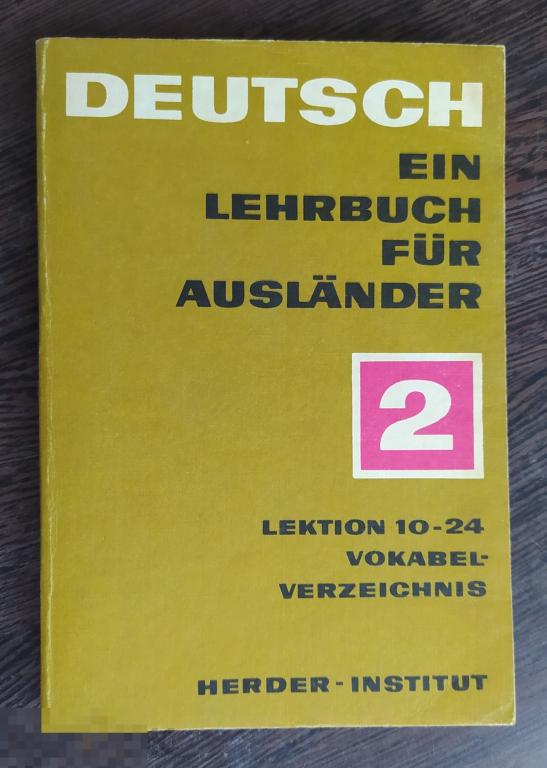 DEUTSCH
EIN
LEHRBUCH
FÜR
AUSLÄNDER
2
LEKTION 10-24
VOKABEL-
VERZEICHNIS
HERDER-INSTITUT